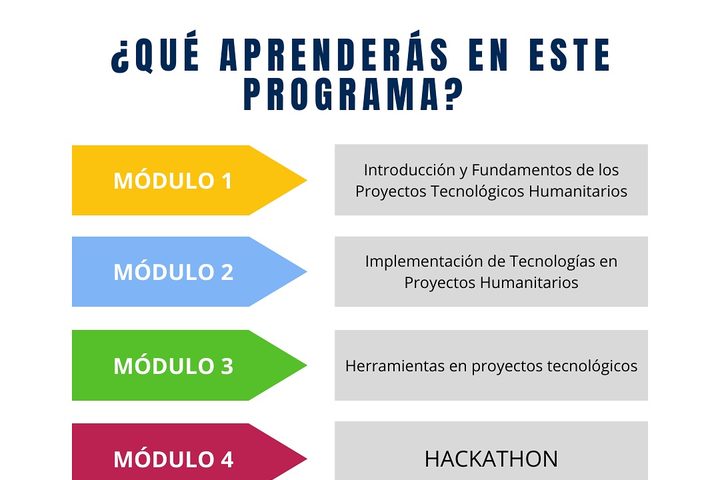 ¿QUÉ APRENDERÁS EN ESTE
PROGRAMA?
MÓDULO 1
Introducción y Fundamentos de los
Proyectos Tecnológicos Humanitarios
MÓDULO 2
Implementación de Tecnologías en
Proyectos Humanitarios
MÓDULO 3
Herramientas en proyectos tecnológicos
MÓDULO 4
HACKATHON